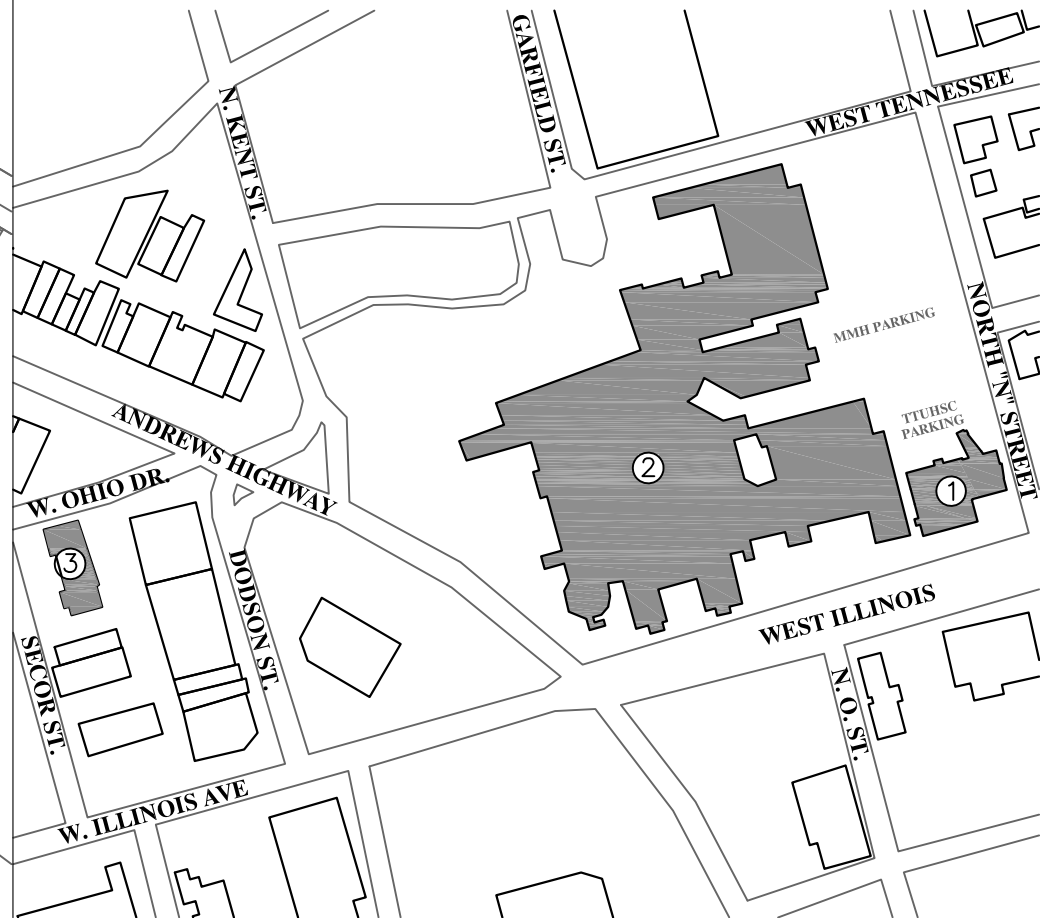 GARFIELD ST.
WEST TENNESSEE
N. KENT ST.
NORTH "N" STREET
MMH PARKING
TTUHSC
PARKING
ANDREWS HIGHWAY
W. OHIO DR.
2
1
3
DODSON ST.
WEST ILLINOIS
SECOR ST.
N. O. ST.
W. ILLINOIS AVE